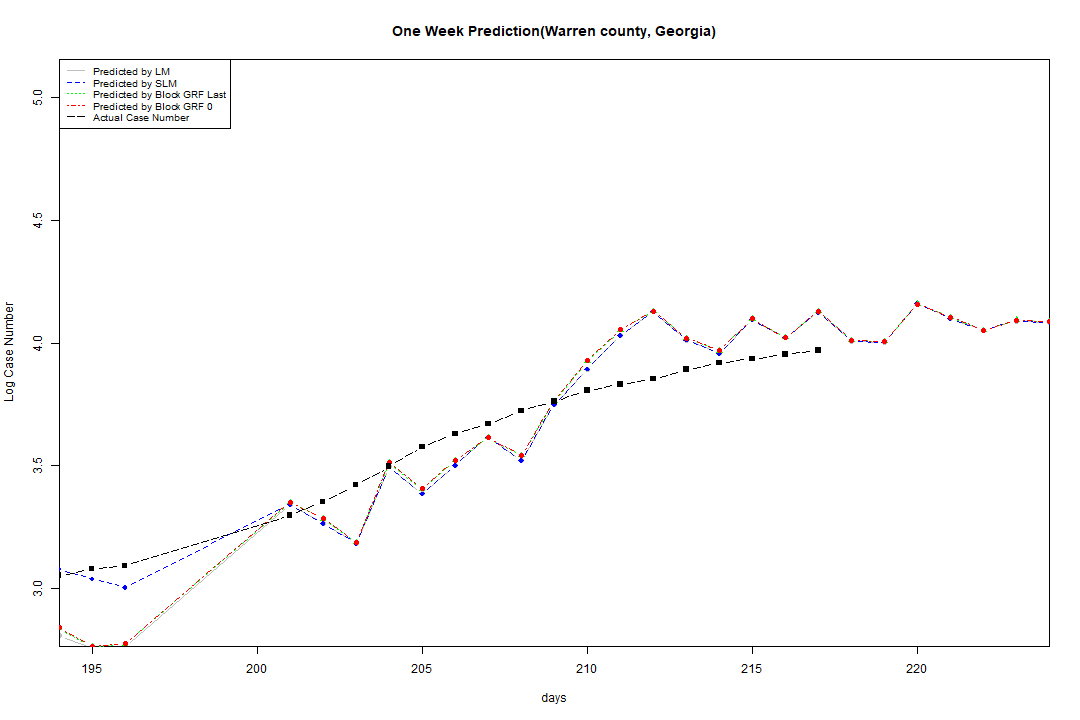 One Week Prediction(Warren county, Georgia)
Predicted by LM
Predicted by SLM
Predicted by Block GRF Last
Predicted by Block GRF 0
Actual Case Number
5.0
4.5
4.0
3.5
3.0
Log Case Number
195 200 205 210 215 220
days